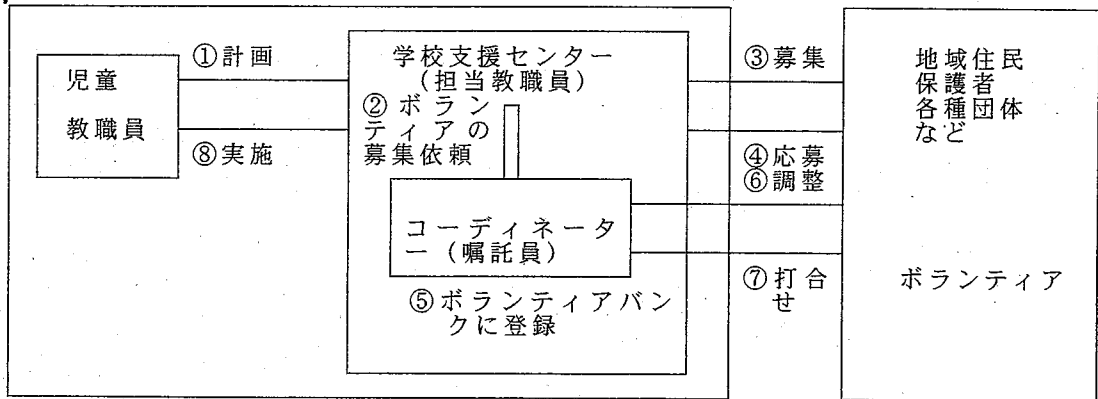 児童
教職員
①計画
⑧実施
学校支援センター
(担当教職員)
②ボラン
ティアの
募集依頼
コーディネータ
ー(嘱託員)
⑤ボランティアバン
クに登録
③募集
④応募
⑥調整
⑦打合
せ
地域住民
保護者
各種団体
など
ボランティア